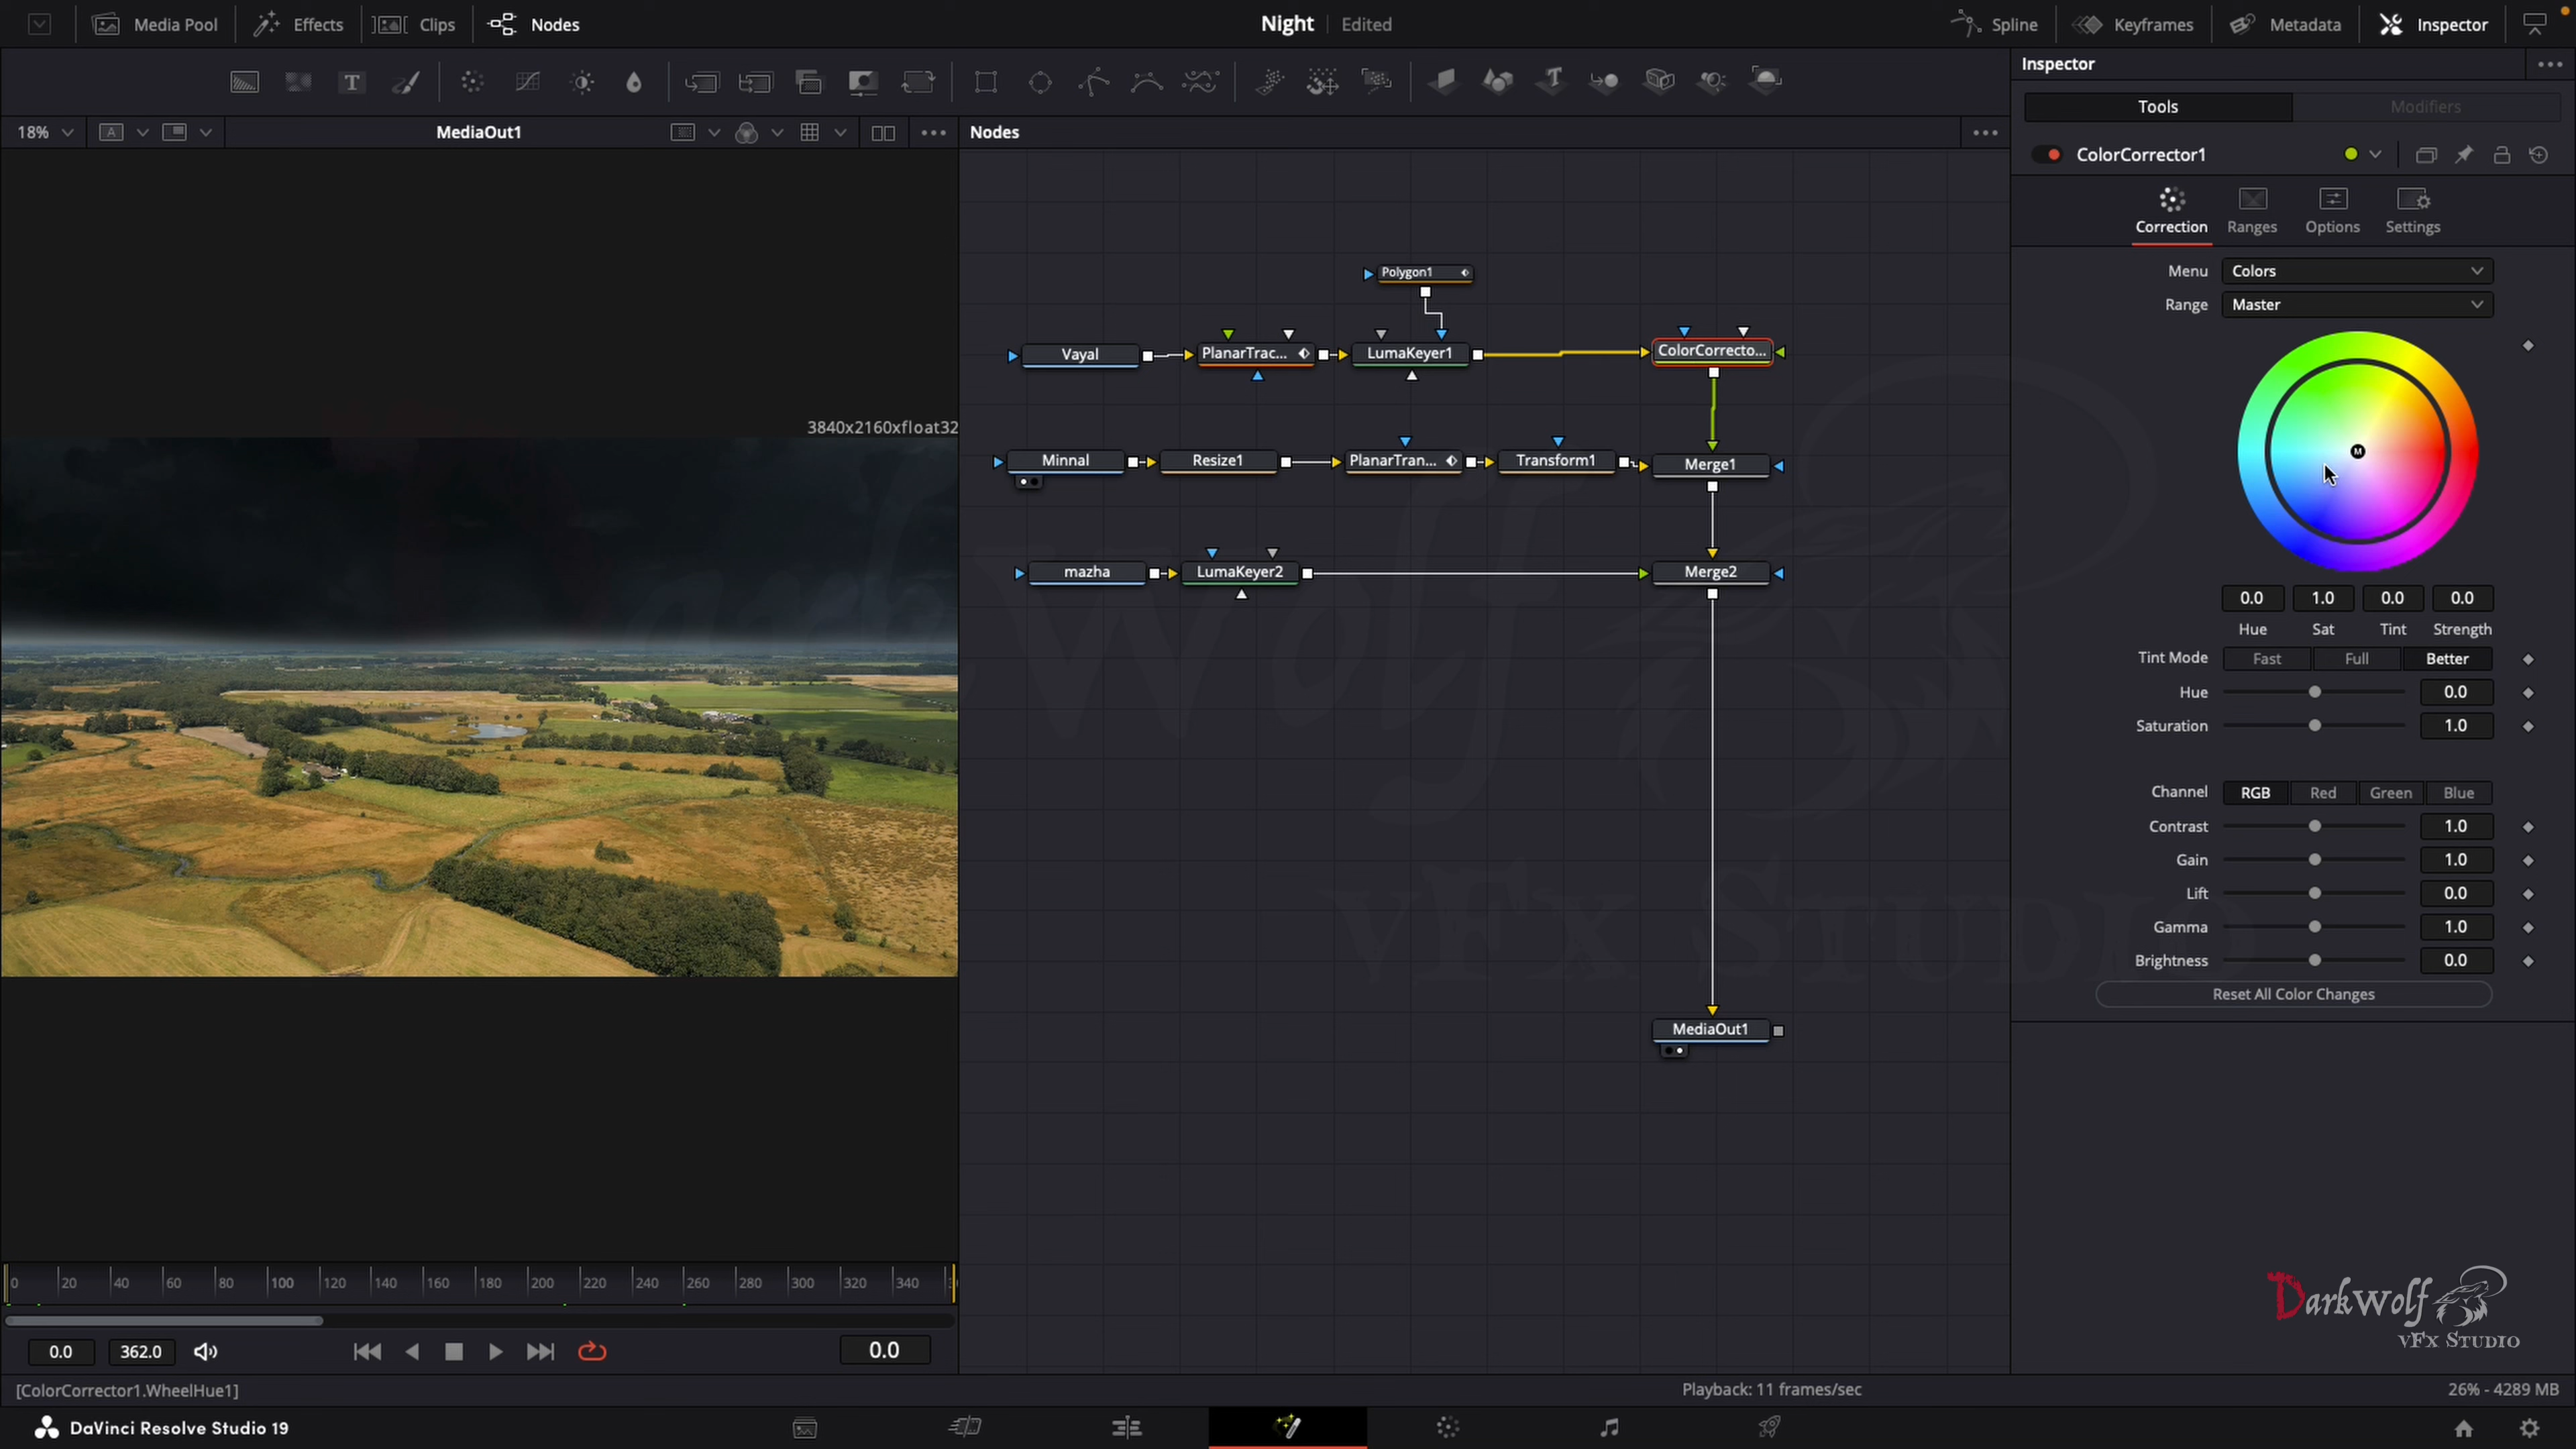 Media Pool Effects Clips Nodes Night Edited Spline Keyframes Metadata Inspector
T T
Inspector
Tools Modifiers
18% A MediaOut1 Nodes
ColorCorrector1
Correction Ranges Options Settings
Menu Colors
Range Master
Polygon1
Vayal PlanarTrac... LumaKeyer1 ColorCorrecto...
3840x2160xfloat32
M
Minnal Resize1 PlanarTran... Transform1 Merge1
mazha LumaKeyer2 Merge2
0.0 1.0 0.0 0.0
Hue Sat Tint Strength
Tint Mode Fast Full Better
Hue 0.0
Saturation 1.0
Channel RGB Red Green Blue
Contrast 1.0
Gain 1.0
Lift 0.0
Gamma 1.0
Brightness 0.0
Reset All Color Changes
MediaOut1
DarkWolf
vFx Studio
0 20 40 60 80 100 120 140 160 180 200 220 240 260 280 300 320 340
DarkWolf
vFx Studio
0.0 362.0 0.0
[ColorCorrector1.WheelHue1] Playback: 11 frames/sec 26% - 4289 MB
DaVinci Resolve Studio 19